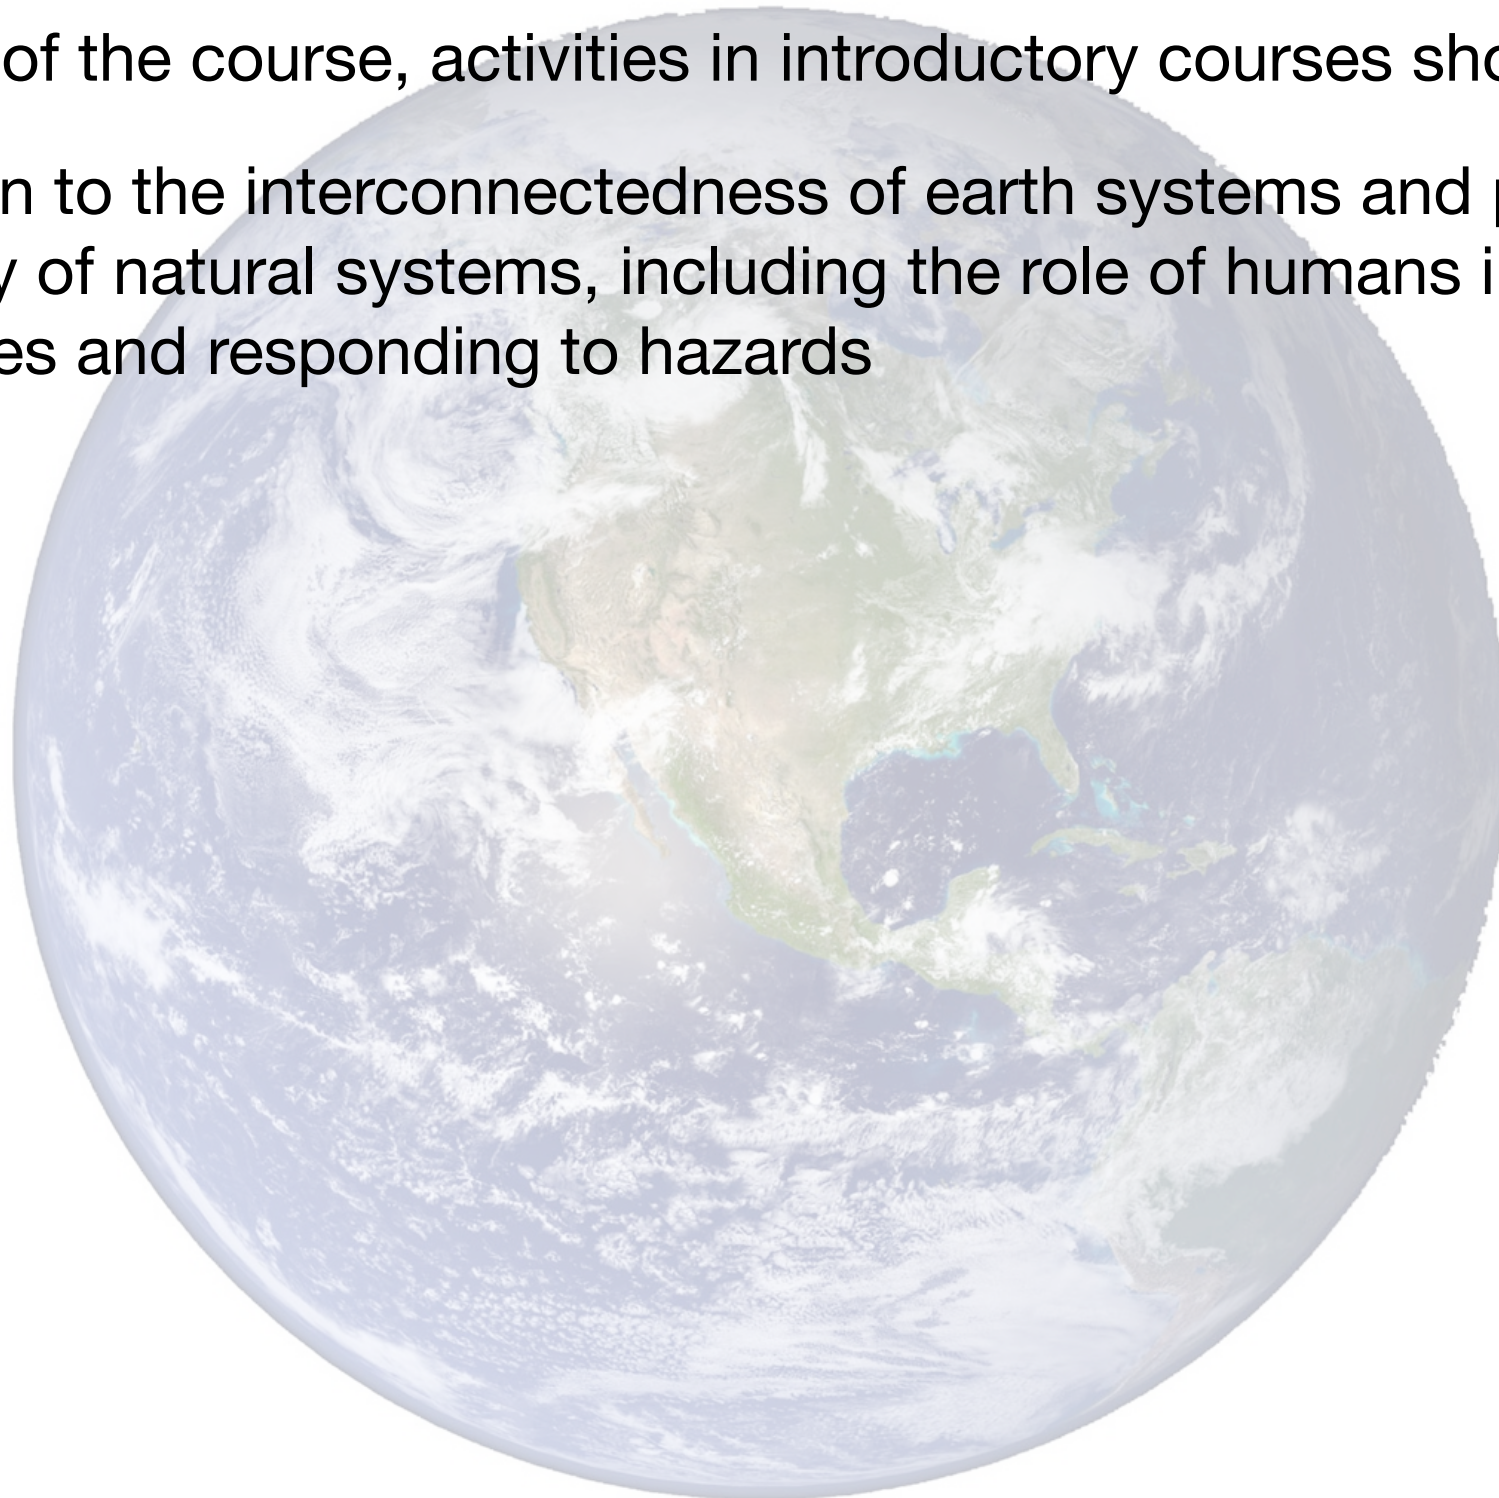 of the course, activities in introductory courses sho
n to the interconnectedness of earth systems and p
y of natural systems, including the role of humans i
es and responding to hazards